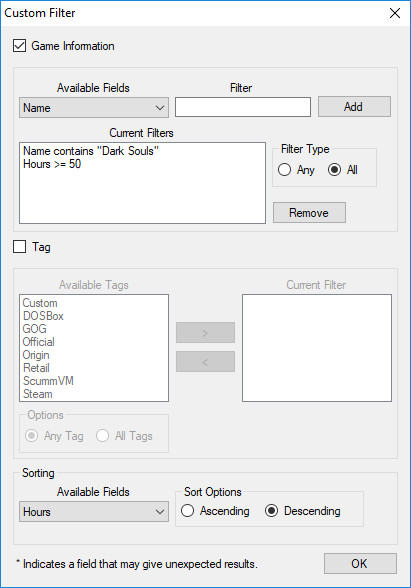 Custom Filter
Game Information
Available Fields
Filter
Name
Add
Current Filters
Name contains "Dark Souls"
Hours >= 50
Filter Type
Any
All
Remove
Tag
Available Tags
Current Filter
Custom
DOSBox
GOG
Official
Origin
Retail
ScummVM
Steam
>
<
Options
Any Tag
All Tags
Sorting
Available Fields
Hours
Sort Options
Ascending
Descending
* Indicates a field that may give unexpected results.
OK